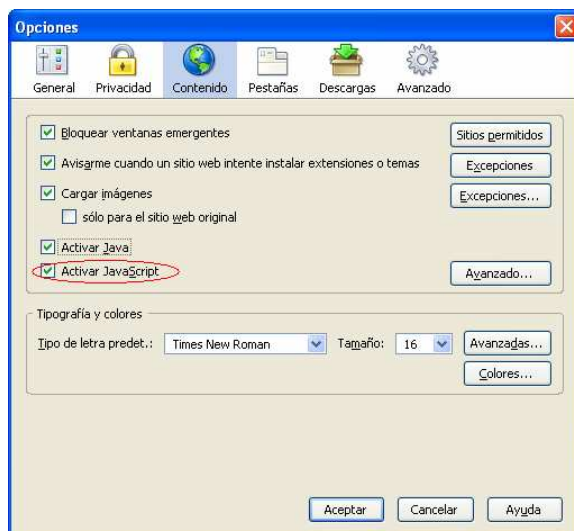 Opciones
General Privacidad Contenido Pestañas Descargas Avanzado
Bloquear ventanas emergentes Sitios permitidos
Avisarme cuando un sitio web intente instalar extensiones o temas Excepciones
Cargar imágenes Excepciones...
sólo para el sitio web original
Activar Java
Activar JavaScript Avanzado...
Tipografía y colores
Tipo de letra predet.: Times New Roman Tamaño: 16 Avanzadas...
Colores...
Aceptar Cancelar Ayuda